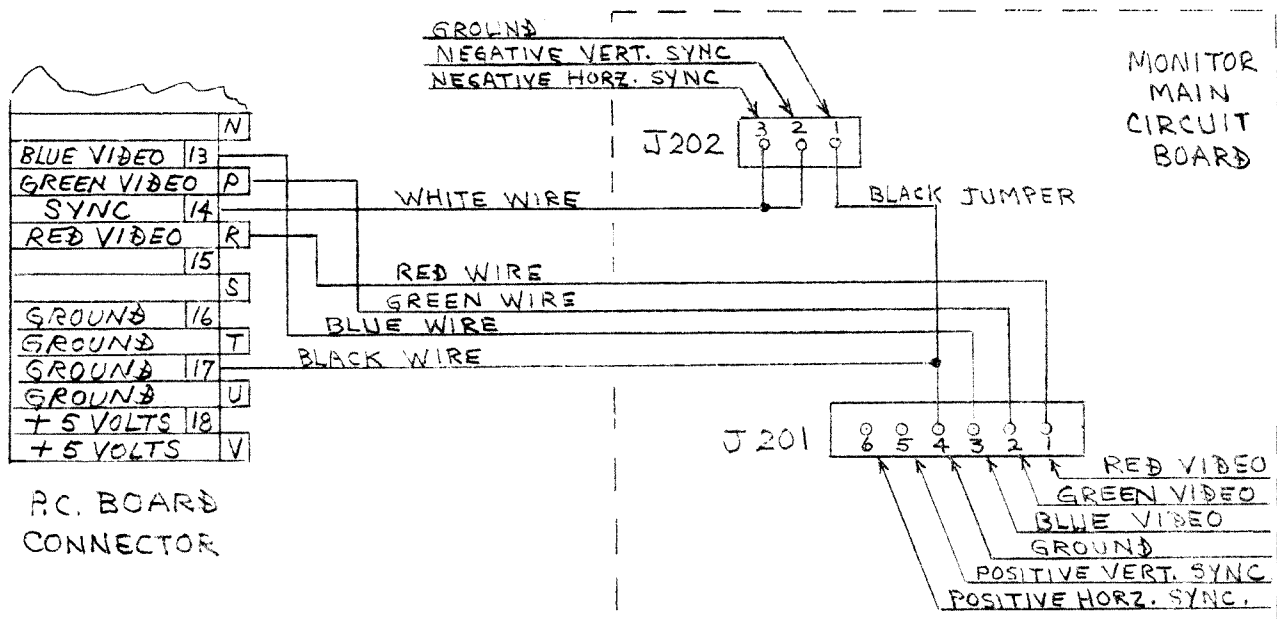 GROUND
NEGATIVE VERT. SYNC
NEGATIVE HORZ. SYNC
MONITOR
MAIN
CIRCUIT
BOARD
J202
3 2 1
N
BLUE VIDEO 13
GREEN VIDEO P
SYNC 14
RED VIDEO R
15
S
GROUND 16
GROUND T
GROUND 17
GROUND U
+ 5 VOLTS 18
+ 5 VOLTS V
P.C. BOARD
CONNECTOR
WHITE WIRE
BLACK JUMPER
RED WIRE
GREEN WIRE
BLUE WIRE
BLACK WIRE
J201
6 5 4 3 2 1
RED VIDEO
GREEN VIDEO
BLUE VIDEO
GROUND
POSITIVE VERT. SYNC
POSITIVE HORZ. SYNC.